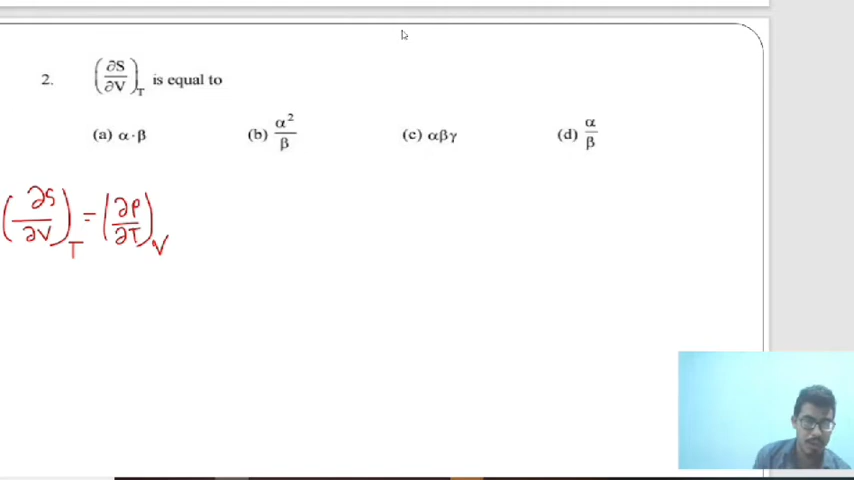 2. (∂S/∂V)_T is equal to
(a) α·β (b) α²/β (c) αβγ (d) α/β
(∂S/∂V)_T = (∂P/∂T)_V